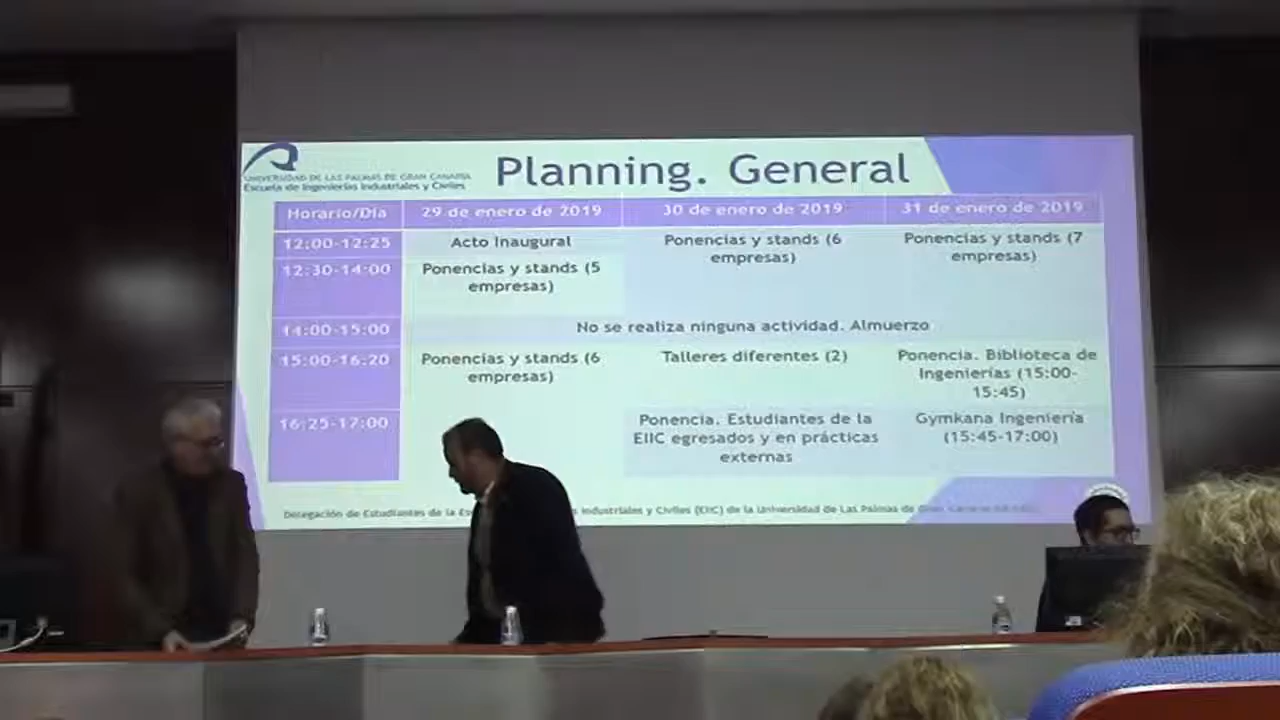 UNIVERSIDAD DE LAS PALMAS DE GRAN CANARIA
Escuela de Ingenierías Industriales y Civiles
Planning. General
Horario/Día
29 de enero de 2019
30 de enero de 2019
31 de enero de 2019
12:00-12:25
Acto Inaugural
Ponencias y stands (6
empresas)
Ponencias y stands (7
empresas)
12:30-14:00
Ponencias y stands (5
empresas)
14:00-15:00
No se realiza ninguna actividad. Almuerzo
15:00-16:20
Ponencias y stands (6
empresas)
Talleres diferentes (2)
Ponencia. Biblioteca de
Ingenierías (15:00-
15:45)
16:25-17:00
Ponencia. Estudiantes de la
EIIC egresados y en prácticas
externas
Gymkana Ingeniería
(15:45-17:00)
Delegación de Estudiantes de la Es Industriales y Civiles (EIIC) de la Universidad de Las Palmas de Gran Canaria